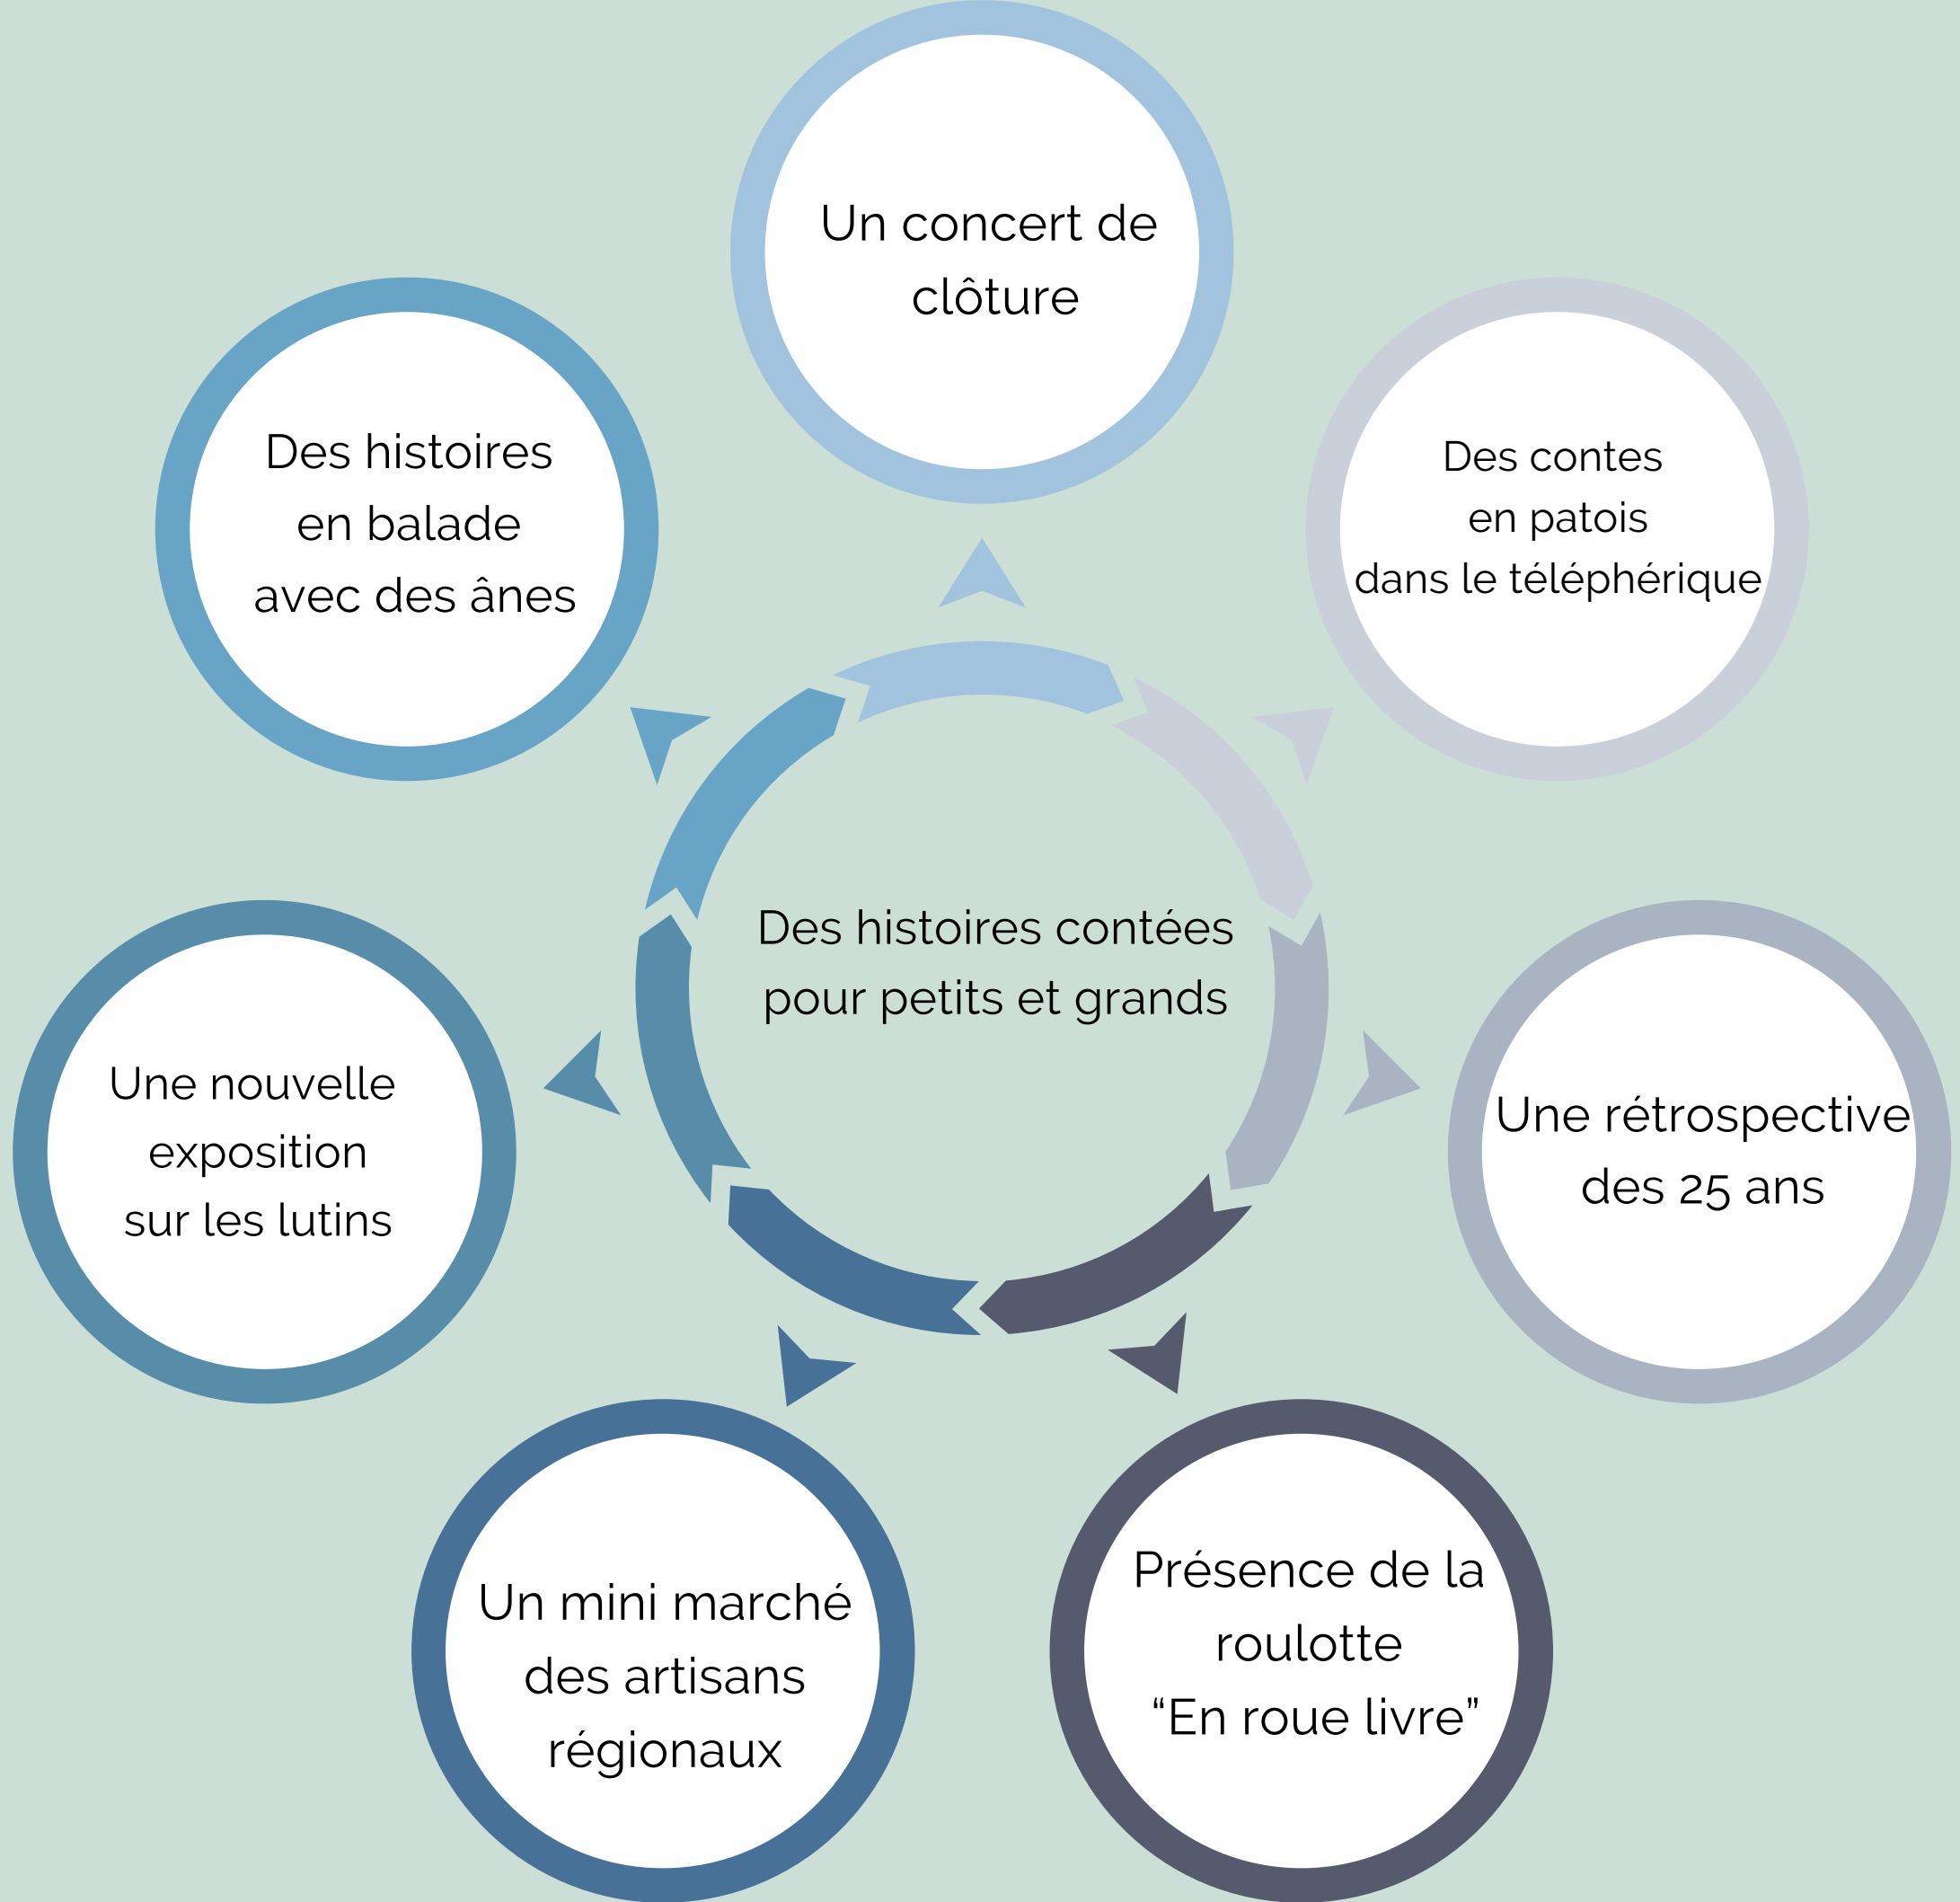 Un concert de
clôture
Des histoires
en balade
avec des ânes
Des contes
en patois
dans le téléphérique
Des histoires contées
pour petits et grands
Une nouvelle
exposition
sur les lutins
Une rétrospective
des 25 ans
Un mini marché
des artisans
régionaux
Présence de la
roulotte
“En roue livre”